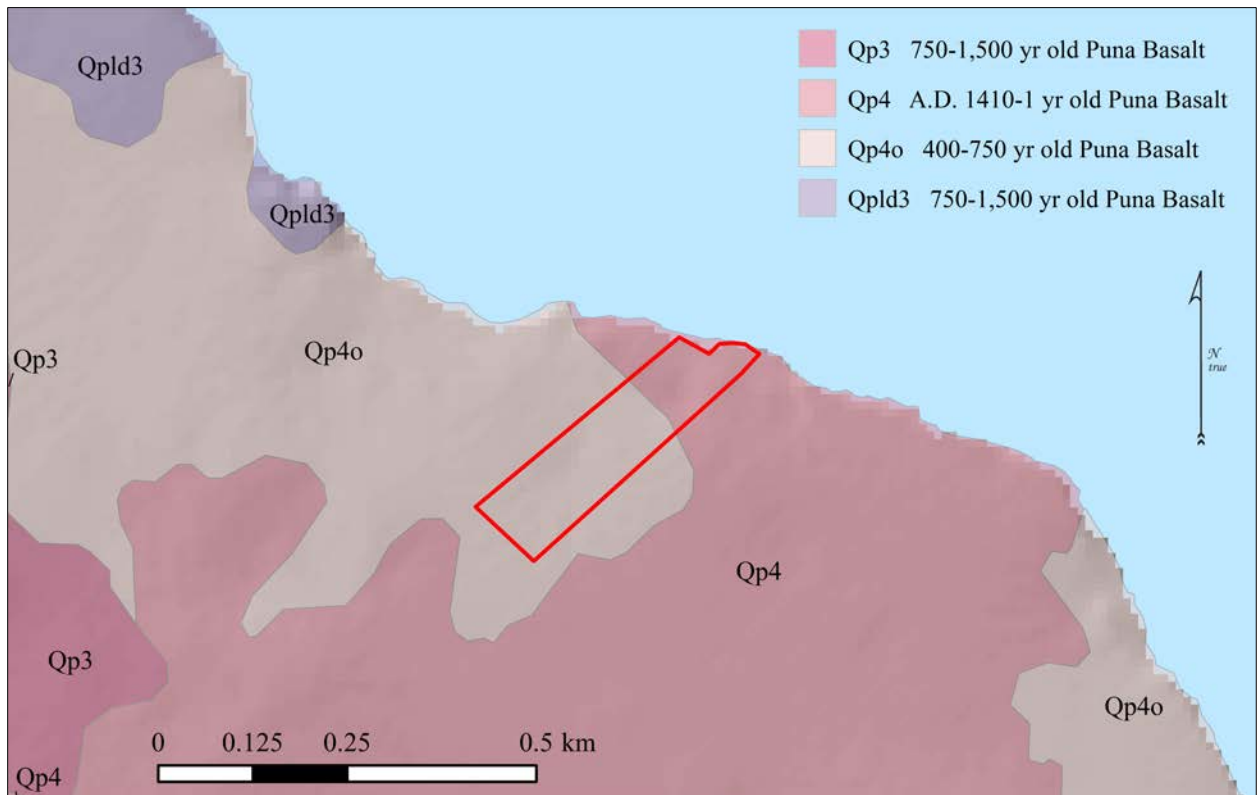 Qpld3
Qp3 750-1,500 yr old Puna Basalt
Qp4 A.D. 1410-1 yr old Puna Basalt
Qp4o 400-750 yr old Puna Basalt
Qpld3 750-1,500 yr old Puna Basalt
Qpld3
Qp3
Qp4o
N
true
Qp4
Qp3
Qp4o
0 0.125 0.25 0.5 km
Qp4